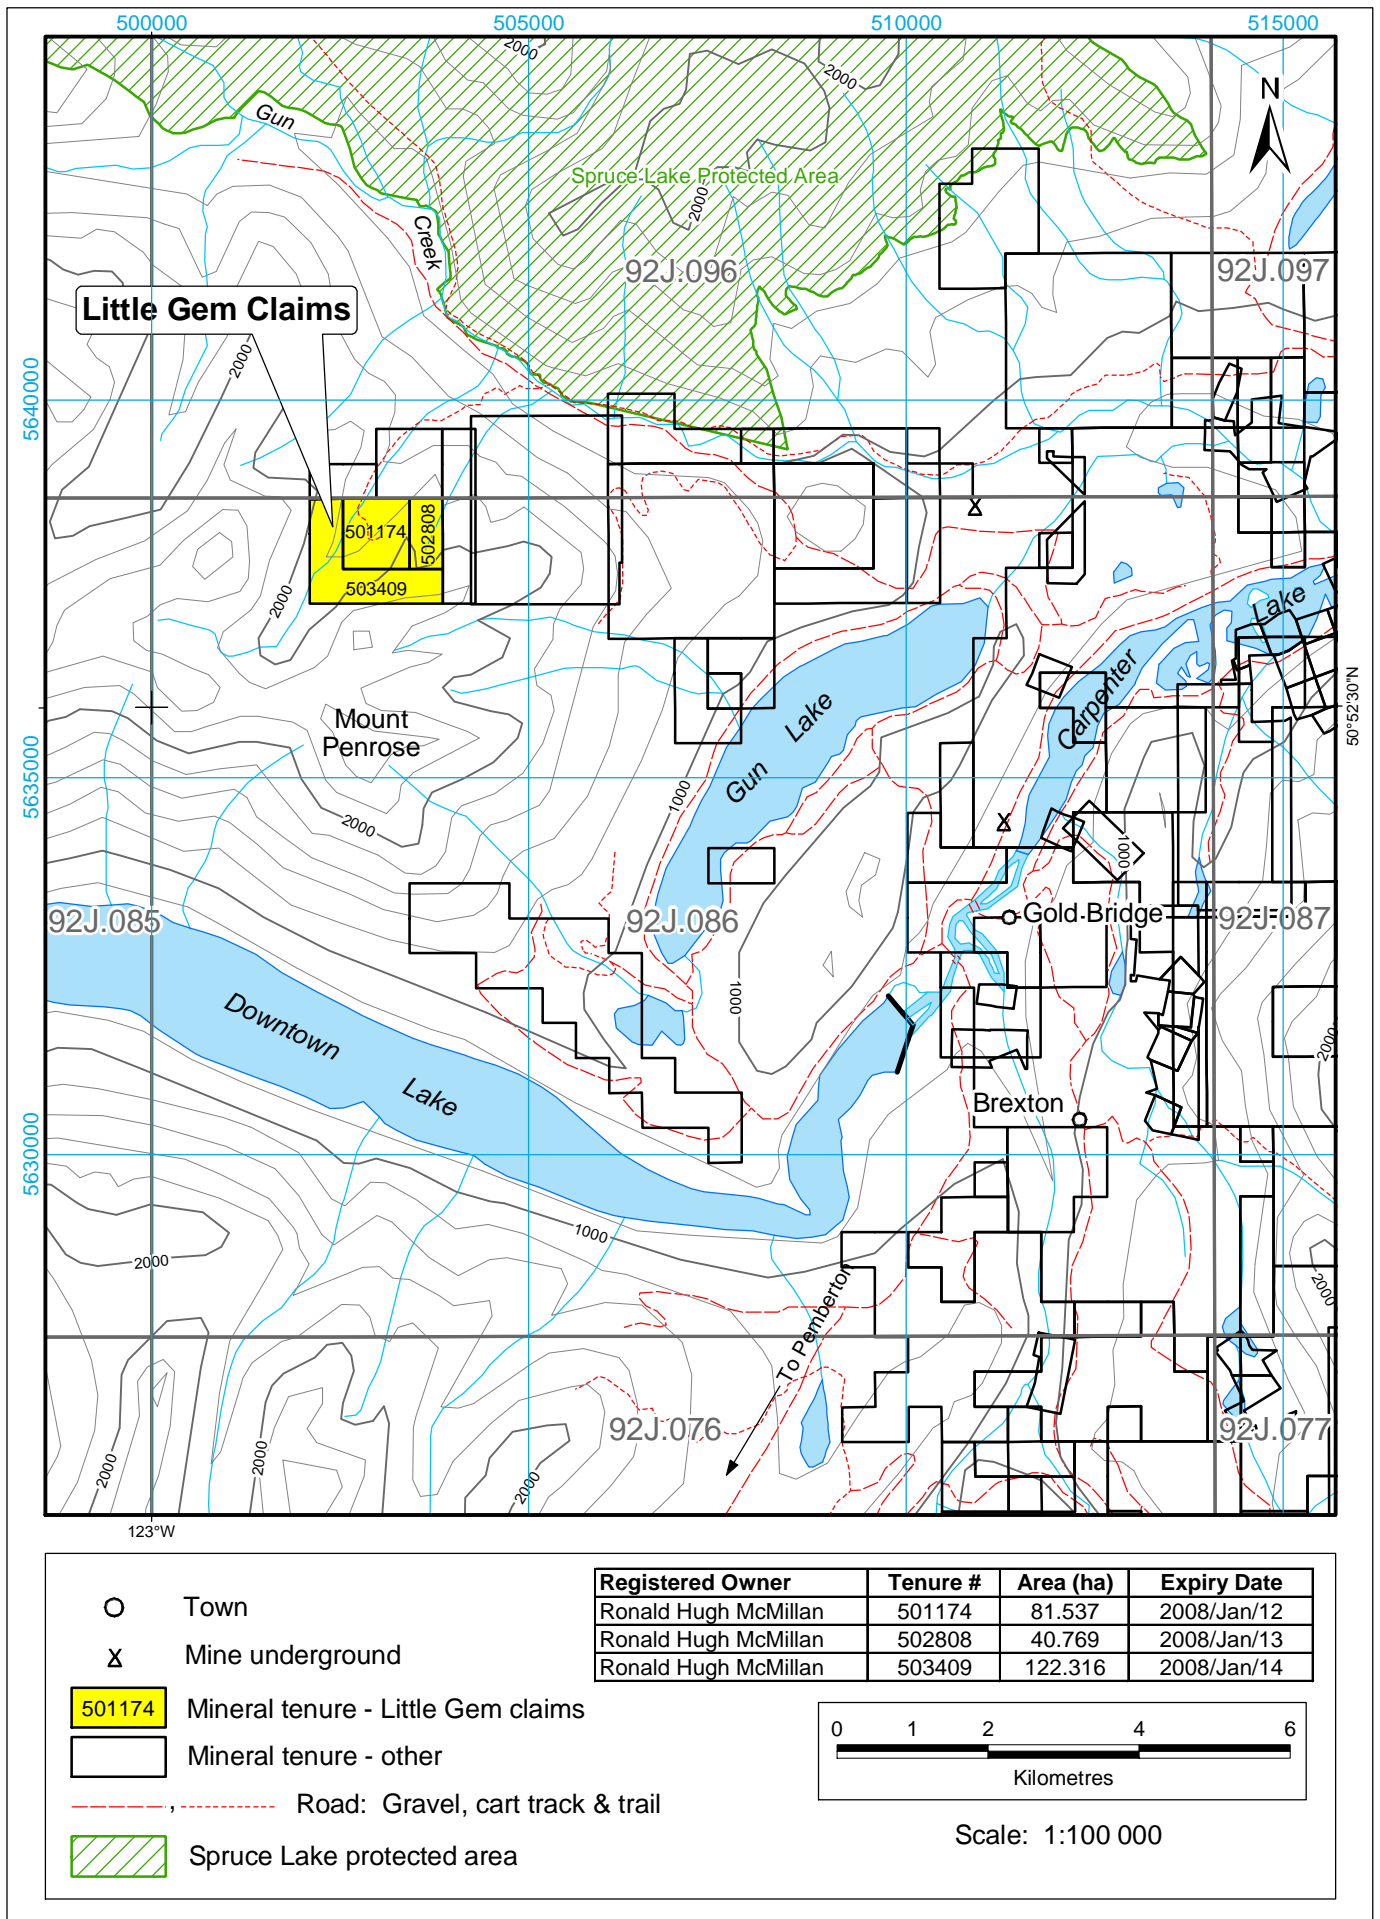 500000
505000
510000
515000
2000
2000
Gun
N
Spruce Lake Protected Area
2000
Creek
92J.096
92J.097
Little Gem Claims
2000
5640000
501174
502808
503409
2000
Lake
Carpenter
Lake
50°52'30"N
Mount
Penrose
Gun
5635000
1000
2000
1000
92J.085
92J.086
Gold Bridge
92J.087
1000
Downtown
Lake
2000
Brexton
5630000
1000
2000
2000
To Pemberton
92J.076
92J.077
2000
2000
2000
123°W
Town
Mine underground
501174
Mineral tenure - Little Gem claims
Mineral tenure - other
, Road: Gravel, cart track & trail
Spruce Lake protected area
Registered Owner Tenure # Area (ha) Expiry Date
Ronald Hugh McMillan 501174 81.537 2008/Jan/12
Ronald Hugh McMillan 502808 40.769 2008/Jan/13
Ronald Hugh McMillan 503409 122.316 2008/Jan/14
0 1 2 4 6
Kilometres
Scale: 1:100 000